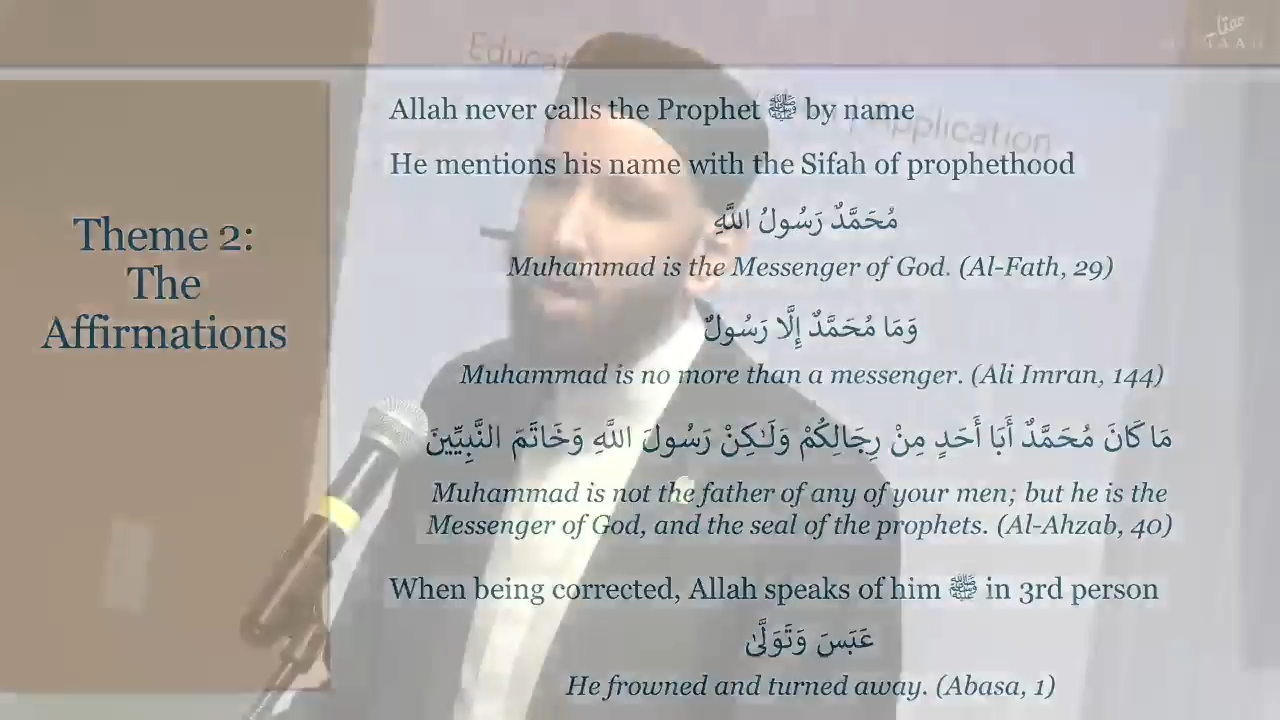 Educat
Application
Theme 2:
The
Affirmations
Allah never calls the Prophet ﷺ by name
He mentions his name with the Sifah of prophethood
مُحَمَّدٌ رَسُولُ اللَّهِ
Muhammad is the Messenger of God. (Al-Fath, 29)
وَمَا مُحَمَّدٌ إِلَّا رَسُولٌ
Muhammad is no more than a messenger. (Ali Imran, 144)
مَا كَانَ مُحَمَّدٌ أَبَا أَحَدٍ مِنْ رِجَالِكُمْ وَلَـٰكِنْ رَسُولَ اللَّهِ وَخَاتَمَ النَّبِيِّينَ
Muhammad is not the father of any of your men; but he is the
Messenger of God, and the seal of the prophets. (Al-Ahzab, 40)
When being corrected, Allah speaks of him ﷺ in 3rd person
عَبَسَ وَتَوَلَّىٰ
He frowned and turned away. (Abasa, 1)